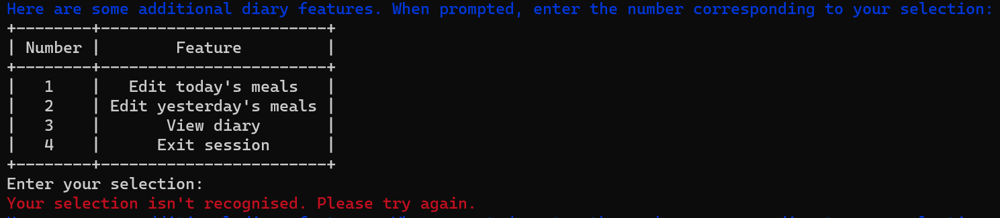 Here are some additional diary features. When prompted, enter the number corresponding to your selection:
+--------+------------------------+
| Number |        Feature         |
+--------+------------------------+
|   1    |   Edit today's meals   |
|   2    | Edit yesterday's meals |
|   3    |       View diary       |
|   4    |      Exit session      |
+--------+------------------------+
Enter your selection:
Your selection isn't recognised. Please try again.